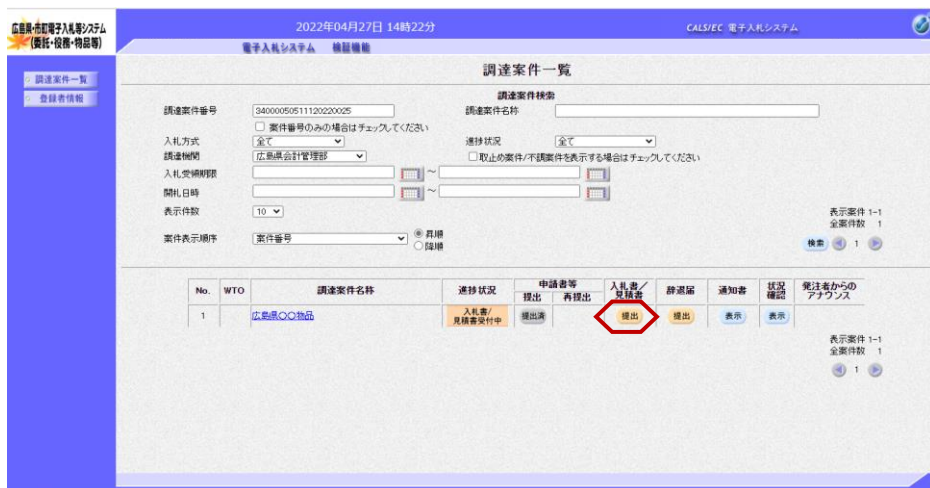 広島県・市町電子入札等システム
(委託・役務・物品等)
2022年04月27日 14時22分
CALS/EC 電子入札システム
電子入札システム 検証機能
調達案件一覧
登録者情報
調達案件一覧
調達案件検索
調達案件番号 34000050511120220025 調達案件名称
案件番号のみの場合はチェックしてください
入札方式 全て 進捗状況 全て
調達機関 広島県会計管理部 取止め案件/不調案件を表示する場合はチェックしてください
入札受領期限 ~
開札日時 ~
表示件数 10
表示案件 1-1
全案件数 1
案件表示順序 案件番号 昇順
降順
検索 1
No. WTO 調達案件名称 進捗状況 申請書等 入札書/見積書 辞退届 通知書 状況確認 発注者からのアナウンス
提出 再提出
1 広島県〇〇物品 入札書/見積書受付中 提出済 提出 提出 表示 表示
表示案件 1-1
全案件数 1
1